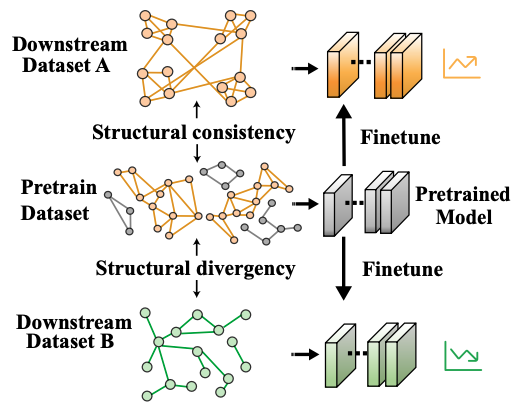 Downstream
Dataset A
Structural consistency
Finetune
Pretrain
Dataset
Pretrained
Model
Structural divergency
Finetune
Downstream
Dataset B